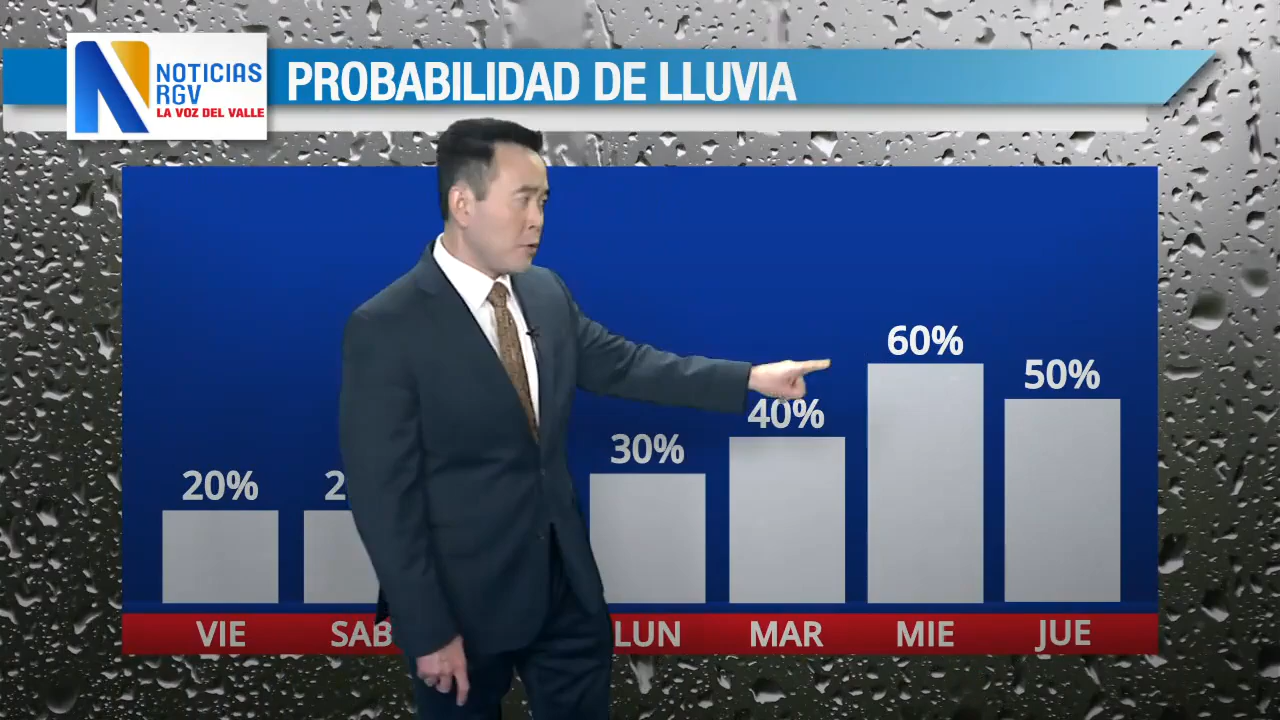 NOTICIAS
RGV
LA VOZ DEL VALLE
PROBABILIDAD DE LLUVIA
60%
50%
40%
30%
20%
VIE
SAB
LUN
MAR
MIE
JUE